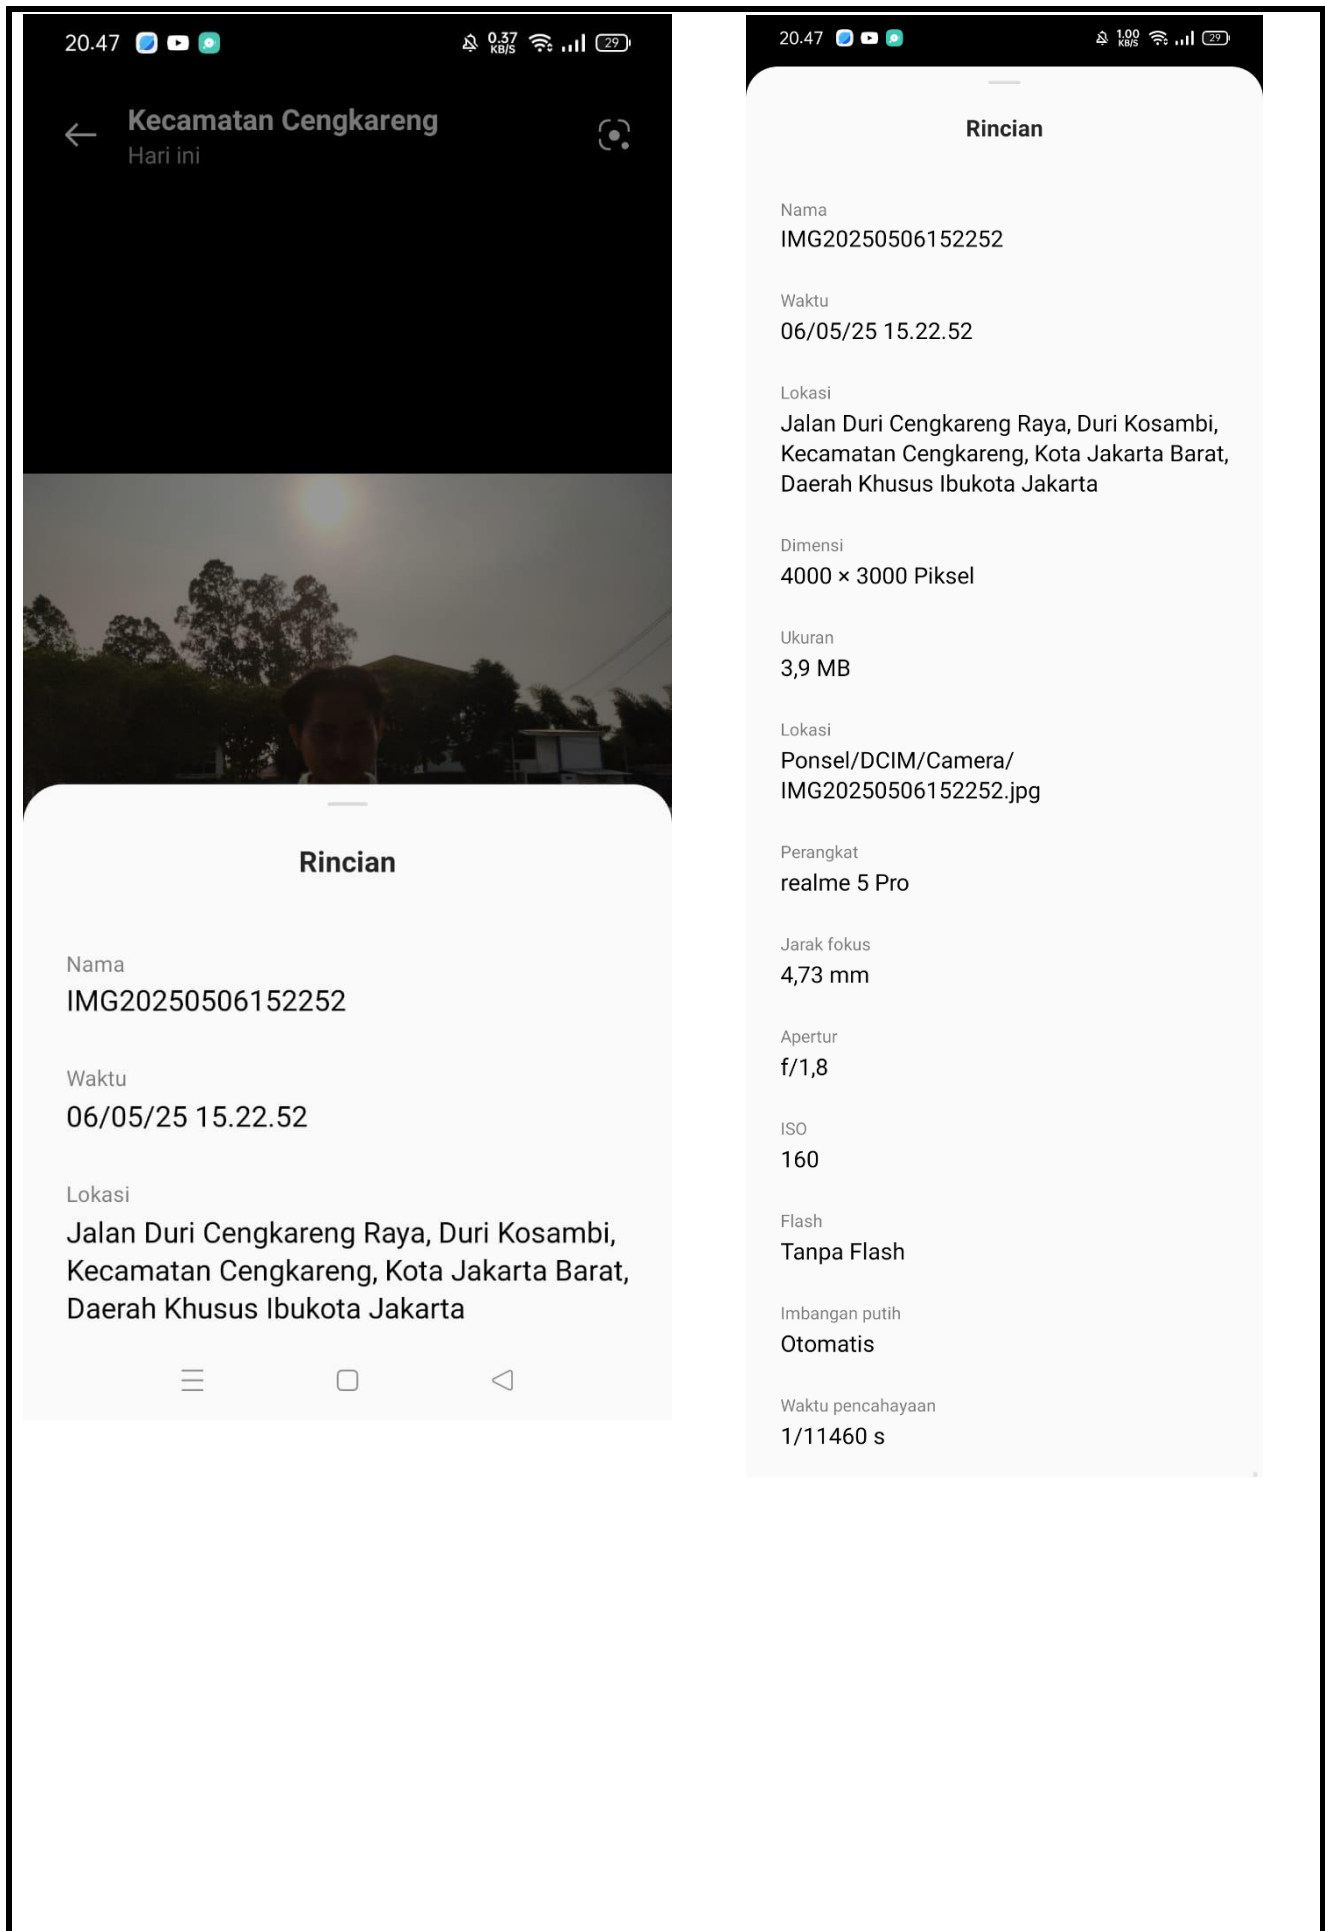 20.47
0.37
KB/S
29
Kecamatan Cengkareng
Hari ini
Rincian
Nama
IMG20250506152252
Waktu
06/05/25 15.22.52
Lokasi
Jalan Duri Cengkareng Raya, Duri Kosambi,
Kecamatan Cengkareng, Kota Jakarta Barat,
Daerah Khusus Ibukota Jakarta
20.47
1.00
KB/S
29
Rincian
Nama
IMG20250506152252
Waktu
06/05/25 15.22.52
Lokasi
Jalan Duri Cengkareng Raya, Duri Kosambi,
Kecamatan Cengkareng, Kota Jakarta Barat,
Daerah Khusus Ibukota Jakarta
Dimensi
4000 × 3000 Piksel
Ukuran
3,9 MB
Lokasi
Ponsel/DCIM/Camera/
IMG20250506152252.jpg
Perangkat
realme 5 Pro
Jarak fokus
4,73 mm
Apertur
f/1,8
ISO
160
Flash
Tanpa Flash
Imbangan putih
Otomatis
Waktu pencahayaan
1/11460 s